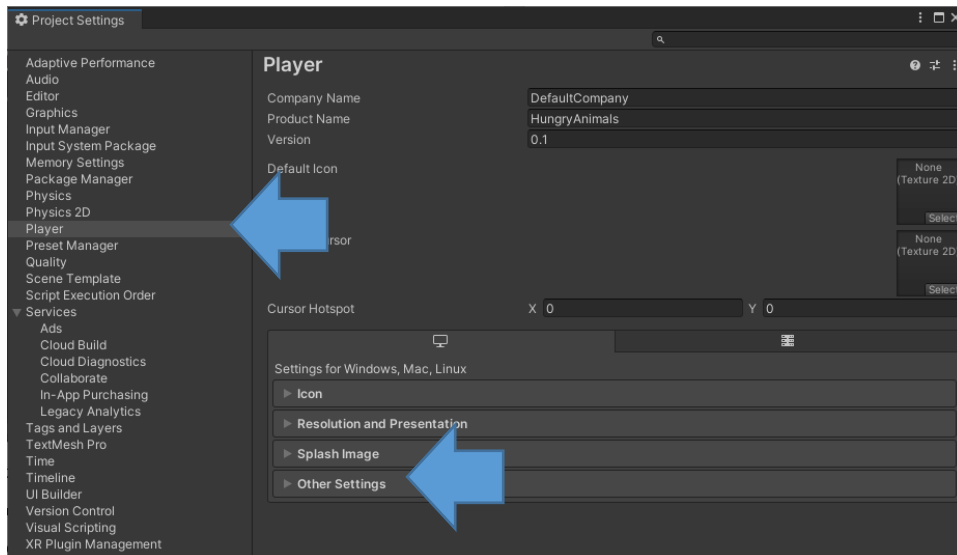 Project Settings
Adaptive Performance
Audio
Editor
Graphics
Input Manager
Input System Package
Memory Settings
Package Manager
Physics
Physics 2D
Player
Preset Manager
Quality
Scene Template
Script Execution Order
Services
Ads
Cloud Build
Cloud Diagnostics
Collaborate
In-App Purchasing
Legacy Analytics
Tags and Layers
TextMesh Pro
Time
Timeline
UI Builder
Version Control
Visual Scripting
XR Plugin Management
Player
Company Name DefaultCompany
Product Name HungryAnimals
Version 0.1
Default Icon
None
(Texture 2D
Select
rsor
None
(Texture 2D
Select
Cursor Hotspot X 0 Y 0
Settings for Windows, Mac, Linux
Icon
Resolution and Presentation
Splash Image
Other Settings